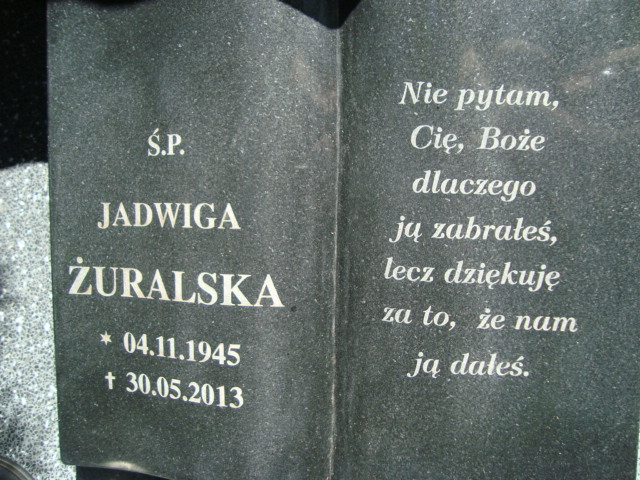 Ś.P.
JADWIGA
ŻURALSKA
* 04.11.1945
† 30.05.2013
Nie pytam,
Cię, Boże
dlaczego
ją zabrałeś,
lecz dziękuję
za to, że nam
ją dałeś.